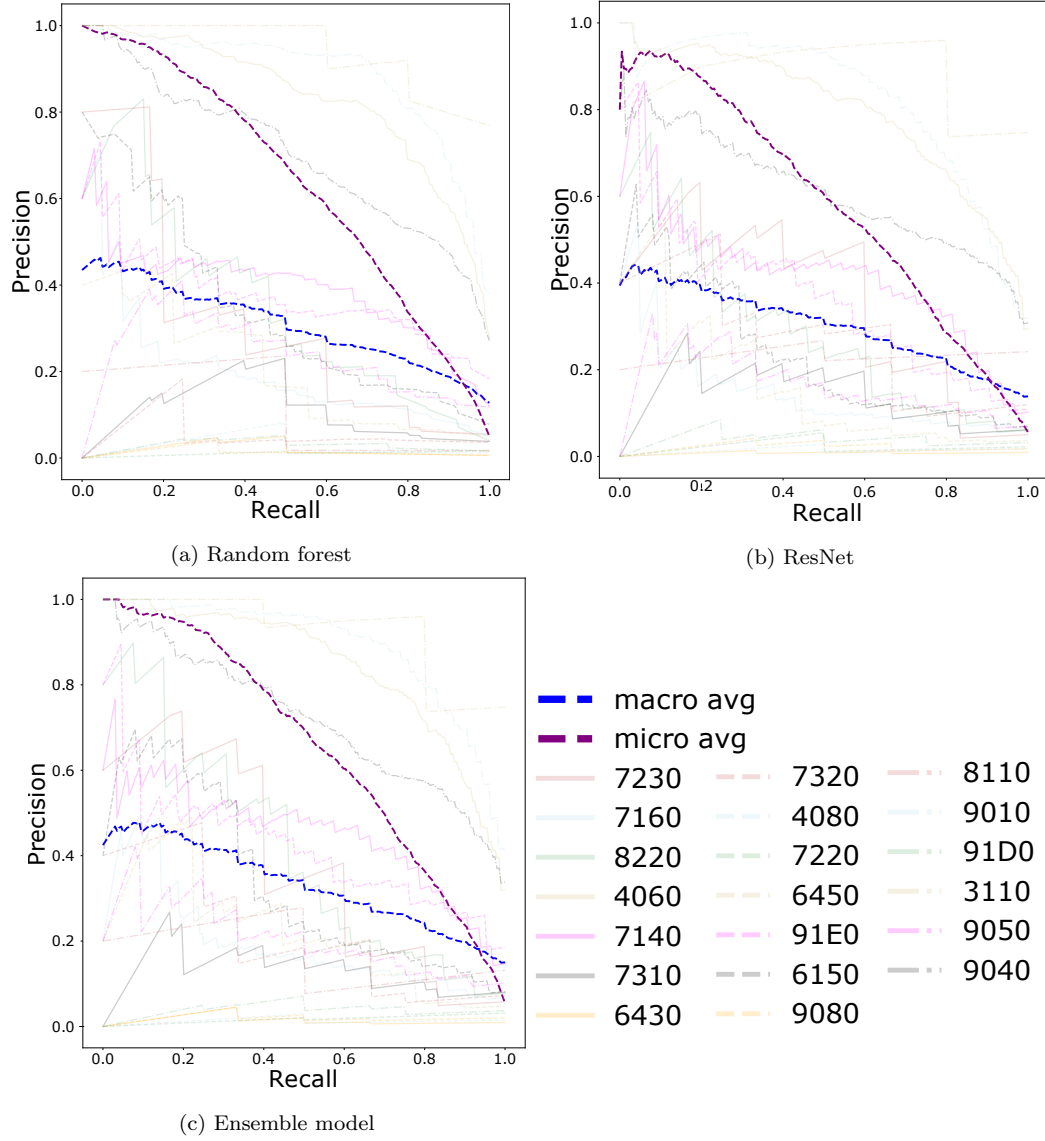 1.0
0.8
0.6
0.4
0.2
0.0
Precision
0.0 0.2 0.4 0.6 0.8 1.0
Recall
(a) Random forest
1.0
0.8
0.6
0.4
0.2
0.0
Precision
0.0 0.2 0.4 0.6 0.8 1.0
Recall
(b) ResNet
1.0
0.8
0.6
0.4
0.2
0.0
Precision
0.0 0.2 0.4 0.6 0.8 1.0
Recall
(c) Ensemble model
macro avg
micro avg
7230 7320 8110
7160 4080 9010
8220 7220 91D0
4060 6450 3110
7140 91E0 9050
7310 6150 9040
6430 9080